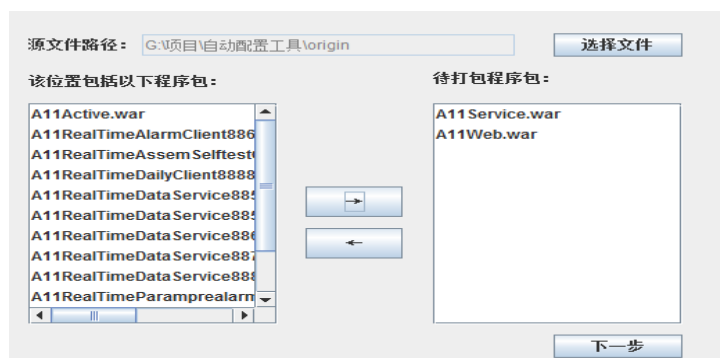 源文件路径： G:\项目\自动配置工具\origin 选择文件
该位置包括以下程序包： 待打包程序包：
A11Active.war
A11RealTimeAlarmClient886
A11RealTimeAssemSelftest
A11RealTimeDailyClient8888
A11RealTimeDataService885
A11RealTimeDataService885
A11RealTimeDataService886
A11RealTimeDataService887
A11RealTimeDataService888
A11RealTimeParamprealarm
A11Service.war
A11Web.war
下一步